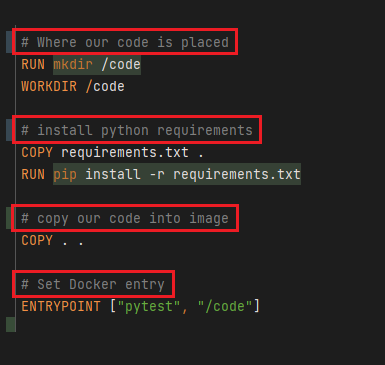 # Where our code is placed
RUN mkdir /code
WORKDIR /code
# install python requirements
COPY requirements.txt .
RUN pip install -r requirements.txt
# copy our code into image
COPY . .
# Set Docker entry
ENTRYPOINT ["pytest", "/code"]